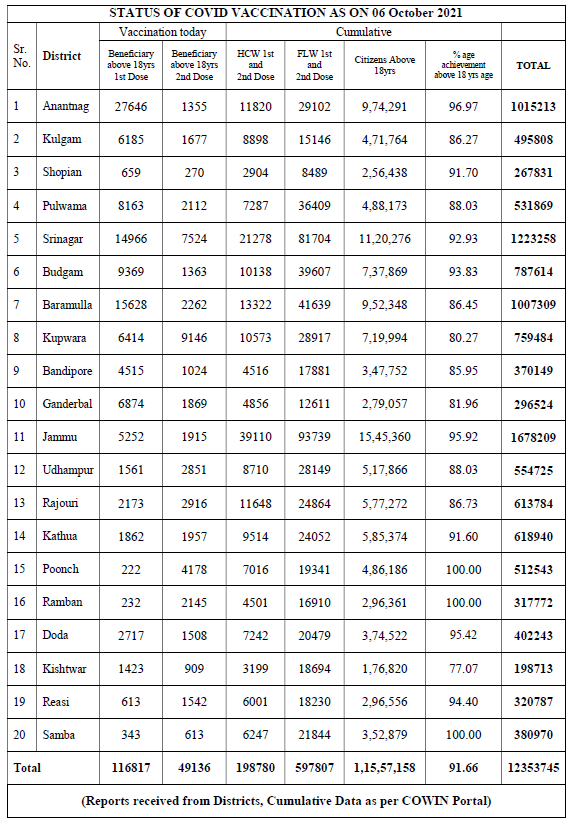 STATUS OF COVID VACCINATION AS ON 06 October 2021
Sr. No. District Vaccination today Cumulative TOTAL
Beneficiary above 18yrs 1st Dose Beneficiary above 18yrs 2nd Dose HCW 1st and 2nd Dose FLW 1st and 2nd Dose Citizens Above 18yrs % age achievement above 18 yrs age
1 Anantnag 27646 1355 11820 29102 9,74,291 96.97 1015213
2 Kulgam 6185 1677 8898 15146 4,71,764 86.27 495808
3 Shopian 659 270 2904 8489 2,56,438 91.70 267831
4 Pulwama 8163 2112 7287 36409 4,88,173 88.03 531869
5 Srinagar 14966 7524 21278 81704 11,20,276 92.93 1223258
6 Budgam 9369 1363 10138 39607 7,37,869 93.83 787614
7 Baramulla 15628 2262 13322 41639 9,52,348 86.45 1007309
8 Kupwara 6414 9146 10573 28917 7,19,994 80.27 759484
9 Bandipore 4515 1024 4516 17881 3,47,752 85.95 370149
10 Ganderbal 6874 1869 4856 12611 2,79,057 81.96 296524
11 Jammu 5252 1915 39110 93739 15,45,360 95.92 1678209
12 Udhampur 1561 2851 8710 28149 5,17,866 88.03 554725
13 Rajouri 2173 2916 11648 24864 5,77,272 86.73 613784
14 Kathua 1862 1957 9514 24052 5,85,374 91.60 618940
15 Poonch 222 4178 7016 19341 4,86,186 100.00 512543
16 Ramban 232 2145 4501 16910 2,96,361 100.00 317772
17 Doda 2717 1508 7242 20479 3,74,522 95.42 402243
18 Kishtwar 1423 909 3199 18694 1,76,820 77.07 198713
19 Reasi 613 1542 6001 18230 2,96,556 94.40 320787
20 Samba 343 613 6247 21844 3,52,879 100.00 380970
Total 116817 49136 198780 597807 1,15,57,158 91.66 12353745
(Reports received from Districts, Cumulative Data as per COWIN Portal)